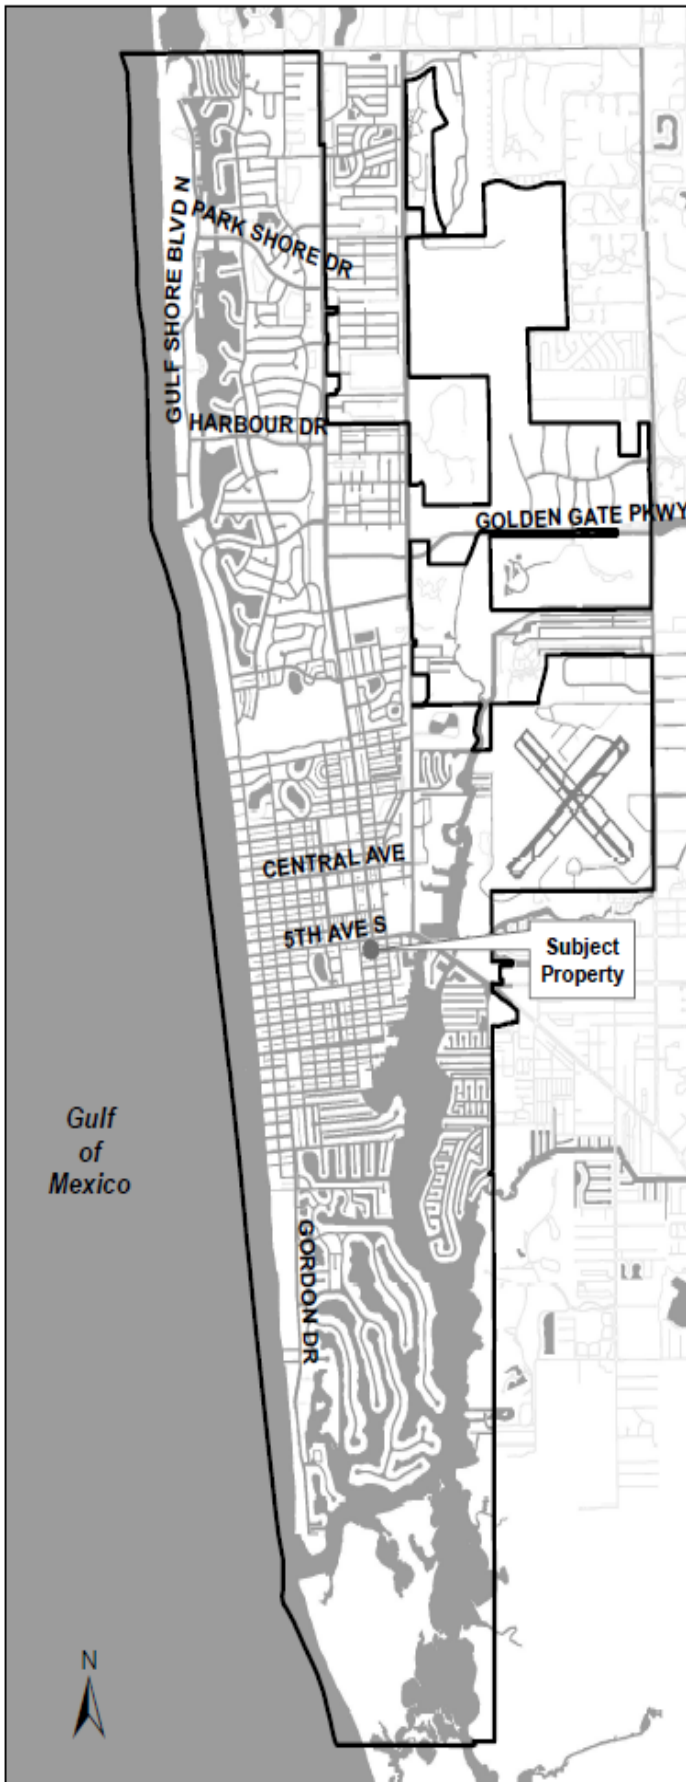 GULF SHORE BLVD N
PARK SHORE DR
HARBOUR DR
GOLDEN GATE PKWY
CENTRAL AVE
5TH AVE S
Subject
Property
Gulf
of
Mexico
GORDON DR
N